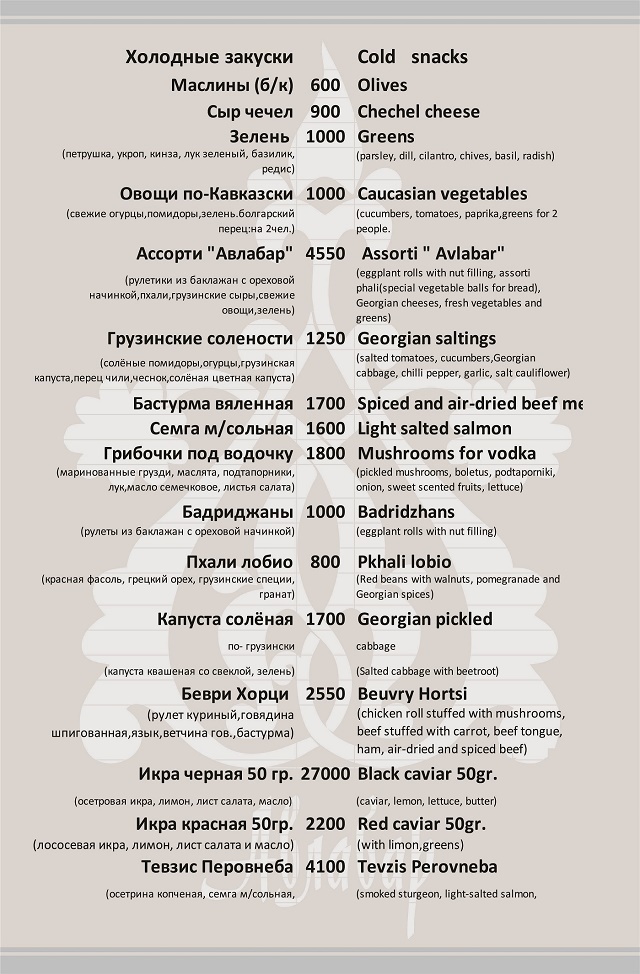 Холодные закуски Cold snacks
Маслины (б/к) 600 Olives
Сыр чечел 900 Chechel cheese
Зелень 1000 Greens
(петрушка, укроп, кинза, лук зеленый, базилик, (parsley, dill, cilantro, chives, basil, radish)
редис)
Овощи по-Кавказски 1000 Caucasian vegetables
(свежие огурцы,помидоры,зелень.болгарский (cucumbers, tomatoes, paprika,greens for 2
перец:на 2чел.) people.
Ассорти "Авлабар" 4550 Assorti " Avlabar"
(рулетики из баклажан с ореховой (eggplant rolls with nut filling, assorti
начинкой,пхали,грузинские сыры,свежие phali(special vegetable balls for bread),
овощи,зелень) Georgian cheeses, fresh vegetables and
greens)
Грузинские солености 1250 Georgian saltings
(солёные помидоры,огурцы,грузинская (salted tomatoes, cucumbers,Georgian
капуста,перец чили,чеснок,солёная цветная капуста) cabbage, chilli pepper, garlic, salt cauliflower)
Бастурма вяленная 1700 Spiced and air-dried beef me
Семга м/сольная 1600 Light salted salmon
Грибочки под водочку 1800 Mushrooms for vodka
(маринованные грузди, маслята, подтапорники, (pickled mushrooms, boletus, podtaporniki,
лук,масло семечковое, листья салата) onion, sweet scented fruits, lettuce)
Бадриджаны 1000 Badridzhans
(рулеты из баклажан с ореховой начинкой) (eggplant rolls with nut filling)
Пхали лобио 800 Pkhali lobio
(красная фасоль, грецкий орех, грузинские специи, (Red beans with walnuts, pomegranade and
гранат) Georgian spices)
Капуста солёная 1700 Georgian pickled
по- грузински cabbage
(капуста квашеная со свеклой, зелень) (Salted cabbage with beetroot)
Беври Хорци 2550 Beuvry Hortsi
(рулет куриный,говядина (chicken roll stuffed with mushrooms,
шпигованная,язык,ветчина гов.,бастурма) beef stuffed with carrot, beef tongue,
ham, air-dried and spiced beef)
Икра черная 50 гр. 27000 Black caviar 50gr.
(осетровая икра, лимон, лист салата, масло) (caviar, lemon, lettuce, butter)
Икра красная 50гр. 2200 Red caviar 50gr.
(лососевая икра, лимон, лист салата и масло) (with limon,greens)
Тевзис Перовнеба 4100 Tevzis Perovneba
(осетрина копченая, семга м/сольная, (smoked sturgeon, light-salted salmon,
Авлабар